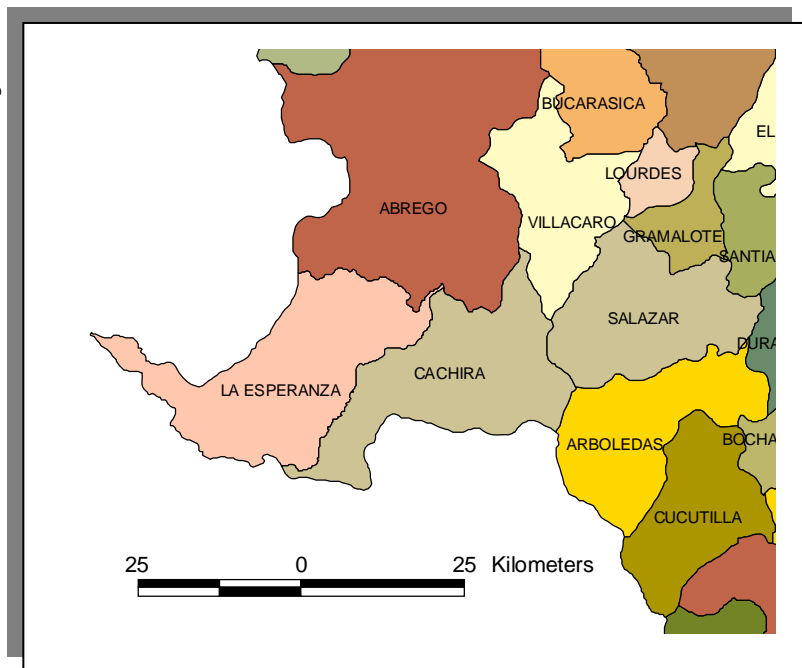 BUCARASICA
EL
LOURDES
ABREGO
VILLACARO
GRAMALOTE
SANTIA
SALAZAR
DURA
CACHIRA
LA ESPERANZA
ARBOLEDAS
BOCHA
CUCUTILLA
25 0 25 Kilometers